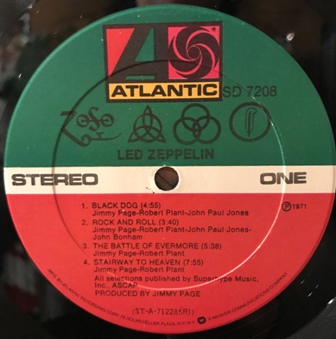 ATLANTIC
SD 7208
LED ZEPPELIN
STEREO ONE
1. BLACK DOG (4:55)
Jimmy Page-Robert Plant-John Paul Jones
2. ROCK AND ROLL (3:40)
Jimmy Page-Robert Plant-John Paul Jones-
John Bonham
℗1971
3. THE BATTLE OF EVERMORE (5:38)
Jimmy Page-Robert Plant
4. STAIRWAY TO HEAVEN (7:55)
Jimmy Page-Robert Plant
All selections published by Superhype Music,
Inc., ASCAP
PRODUCED BY JIMMY PAGE
(ST-A-712285(R))